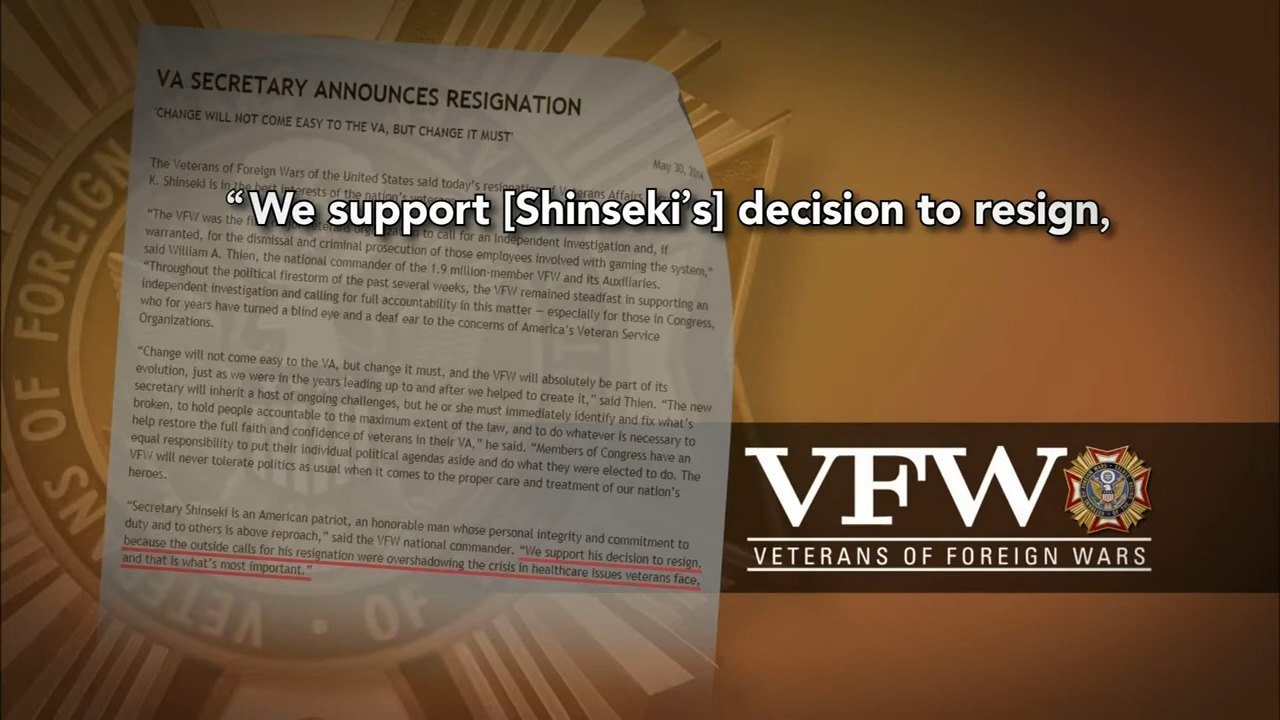 VA SECRETARY ANNOUNCES RESIGNATION
'CHANGE WILL NOT COME EASY TO THE VA, BUT CHANGE IT MUST'
May 30, 2014
The Veterans of Foreign Wars of the United States said today's resignation of Veterans Affairs
K. Shinseki is in the best interests of the nation's
“We support [Shinseki’s] decision to resign,
"The VFW was the to call for an independent investigation and, if
warranted, for the dismissal and criminal prosecution of those employees involved with gaming the system,"
said William A. Thien, the national commander of the 1.9 million-member VFW and its Auxiliaries.
"Throughout the political firestorm of the past several weeks, the VFW remained steadfast in supporting an
independent investigation and calling for full accountability in this matter — especially for those in Congress,
who for years have turned a blind eye and a deaf ear to the concerns of America's Veteran Service
Organizations.
"Change will not come easy to the VA, but change it must, and the VFW will absolutely be part of its
evolution, just as we were in the years leading up to and after we helped to create it," said Thien. "The new
secretary will inherit a host of ongoing challenges, but he or she must immediately identify and fix what's
broken, to hold people accountable to the maximum extent of the law, and to do whatever is necessary to
help restore the full faith and confidence of veterans in their VA," he said. "Members of Congress have an
equal responsibility to put their individual political agendas aside and do what they were elected to do. The
VFW will never tolerate politics as usual when it comes to the proper care and treatment of our nation's
heroes.
"Secretary Shinseki is an American patriot, an honorable man whose personal integrity and commitment to
duty and to others is above reproach," said the VFW national commander. "We support his decision to resign,
because the outside calls for his resignation were overshadowing the crisis in healthcare issues veterans face,
and that is what's most important."
VFW
VETERANS OF FOREIGN WARS
OF FOREIGN